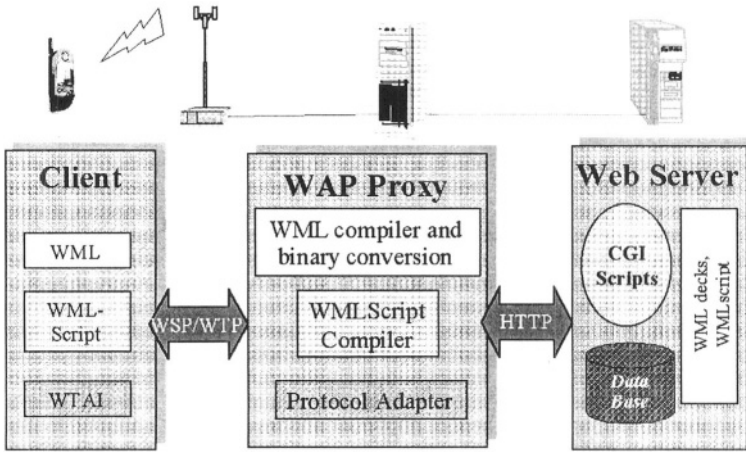 Client
WML
WML-
Script
WTAI
WSP/WTP
WAP Proxy
WML compiler and
binary conversion
WMLScript
Compiler
Protocol Adapter
HTTP
Web Server
CGI
Scripts
Data
Base
WML decks,
WMLscript